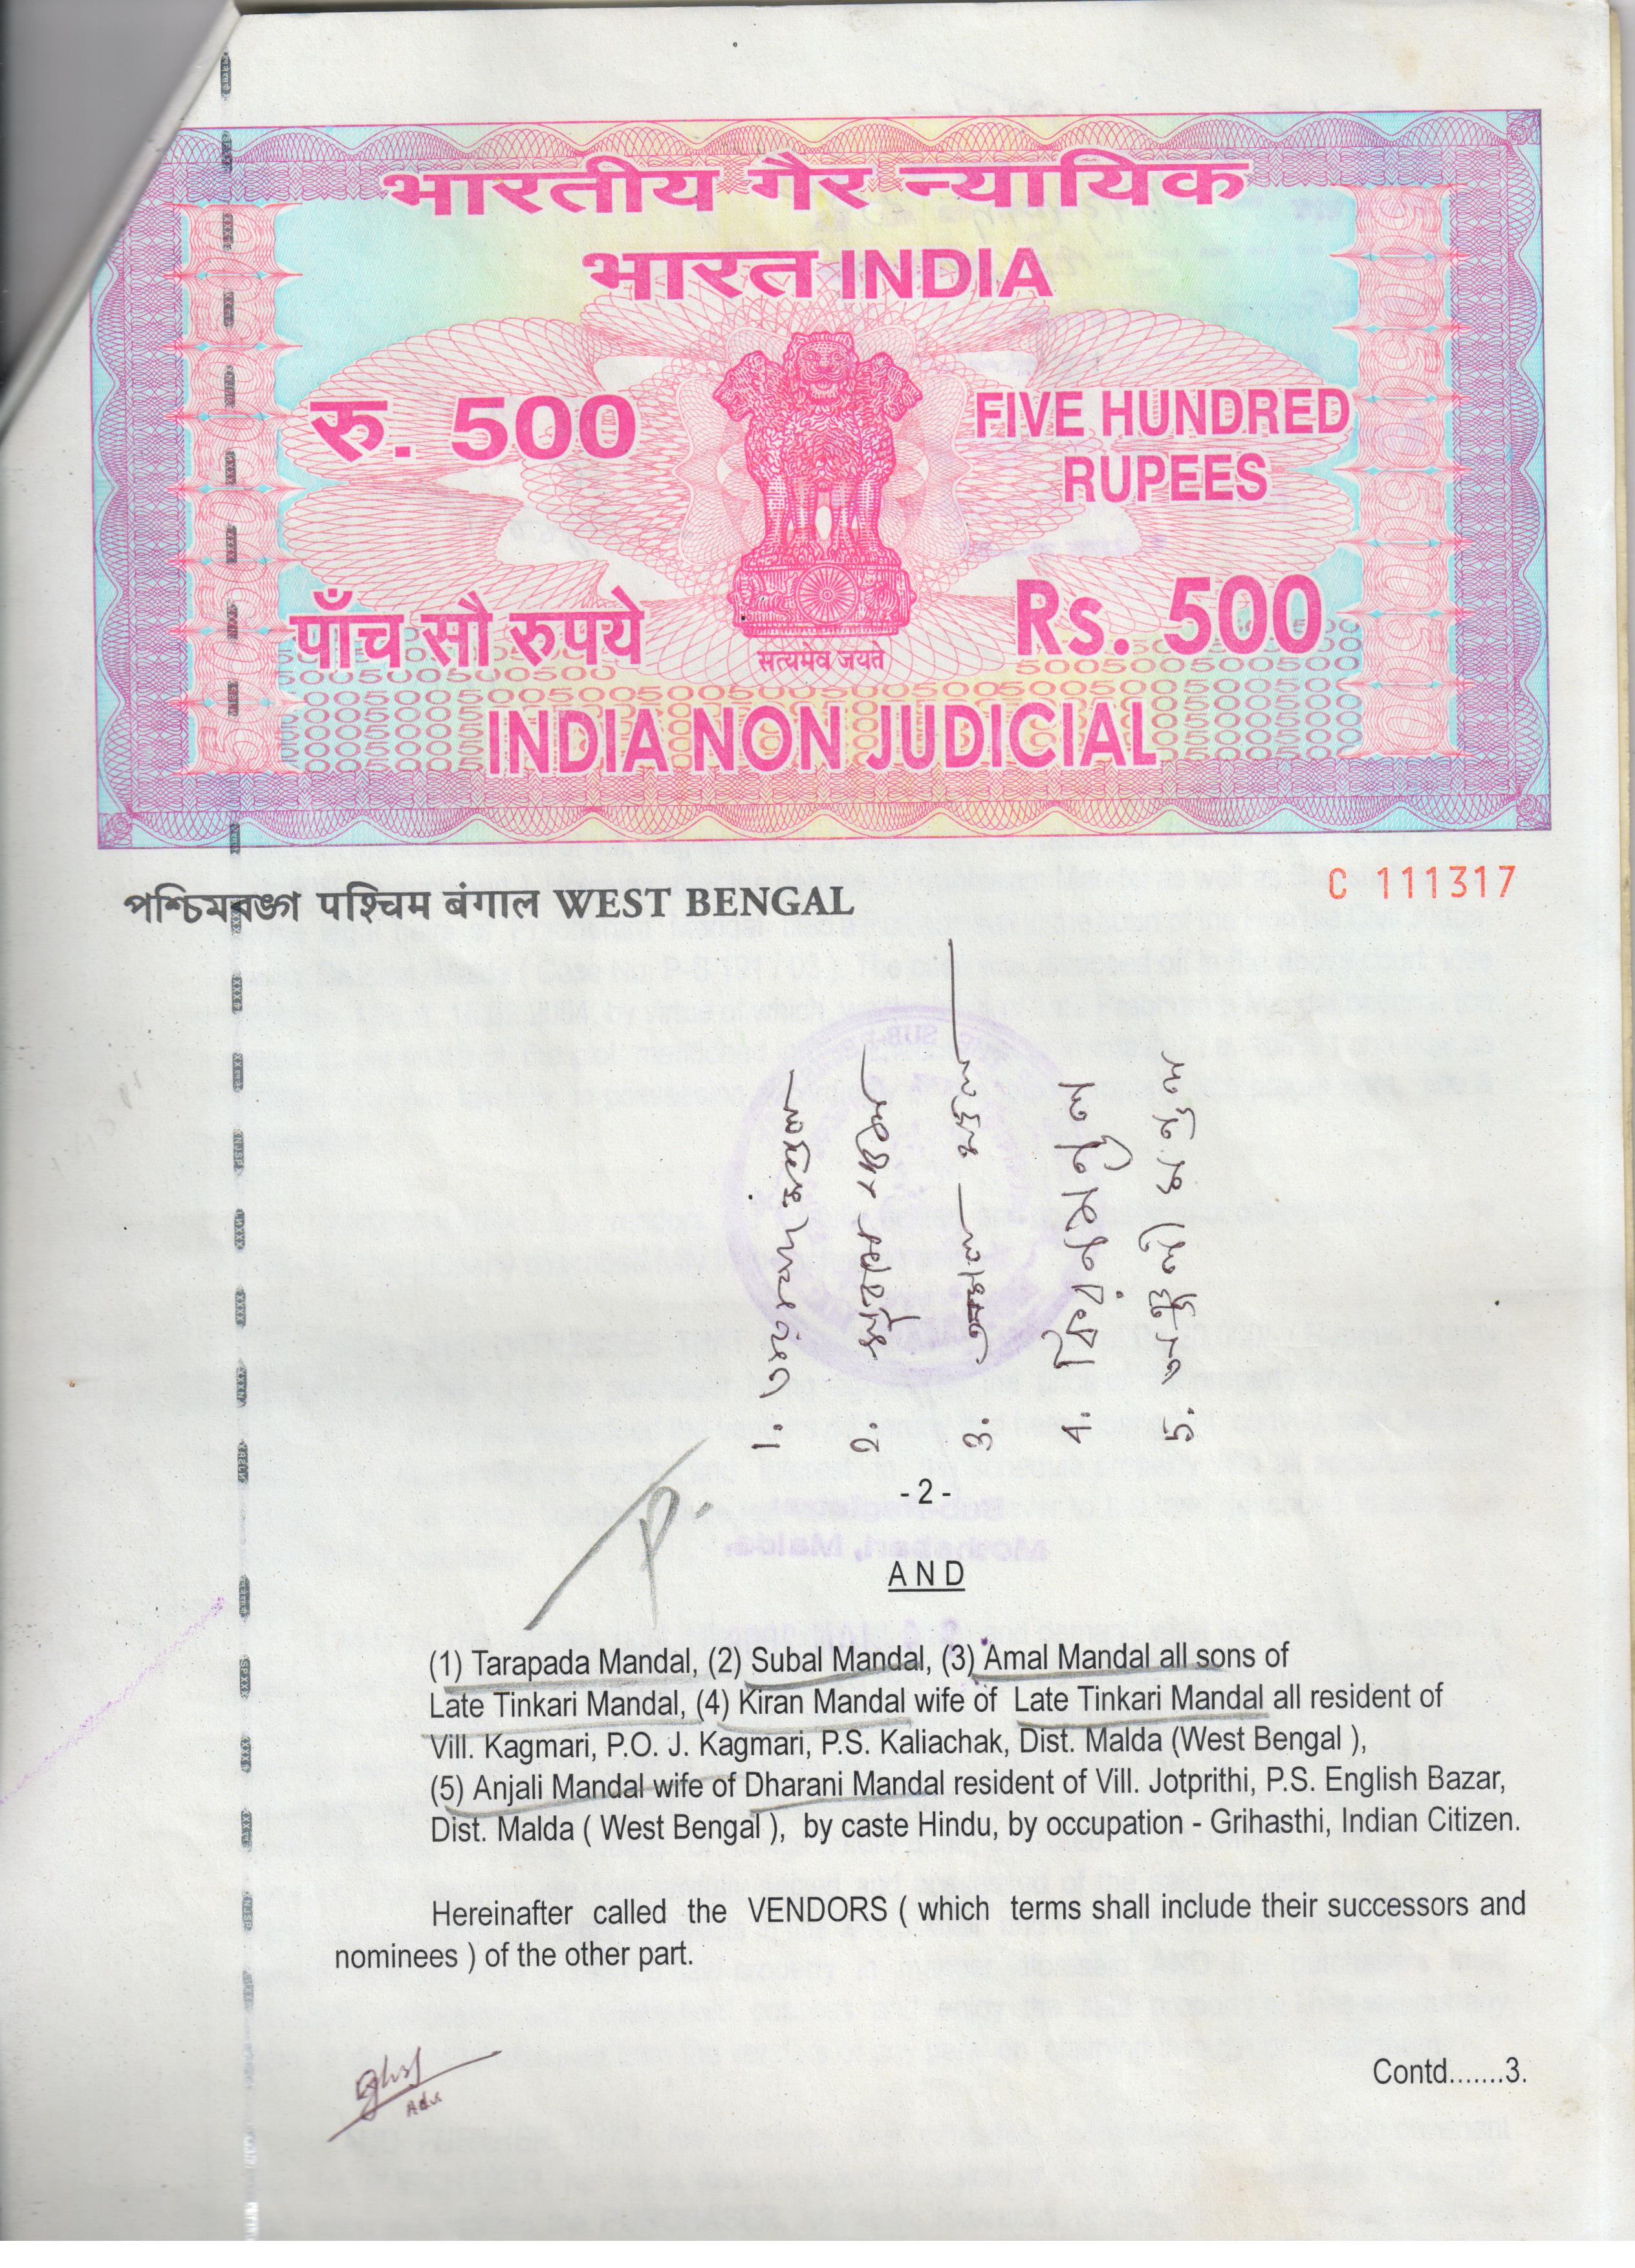 भारतीय गैर न्यायिक
भारत INDIA
रु. 500
FIVE HUNDRED
RUPEES
पाँच सौ रुपये
Rs. 500
सत्यमेव जयते
INDIA NON JUDICIAL
পশ্চিমবঙ্গ पश्चिम बंगाल WEST BENGAL
C 111317
1.
2.
3.
4.
5.
- 2 -
A N D
(1) Tarapada Mandal, (2) Subal Mandal, (3) Amal Mandal all sons of
Late Tinkari Mandal, (4) Kiran Mandal wife of Late Tinkari Mandal all resident of
Vill. Kagmari, P.O. J. Kagmari, P.S. Kaliachak, Dist. Malda (West Bengal ),
(5) Anjali Mandal wife of Dharani Mandal resident of Vill. Jotprithi, P.S. English Bazar,
Dist. Malda ( West Bengal ), by caste Hindu, by occupation - Grihasthi, Indian Citizen.
Hereinafter called the VENDORS ( which terms shall include their successors and
nominees ) of the other part.
Contd.......3.